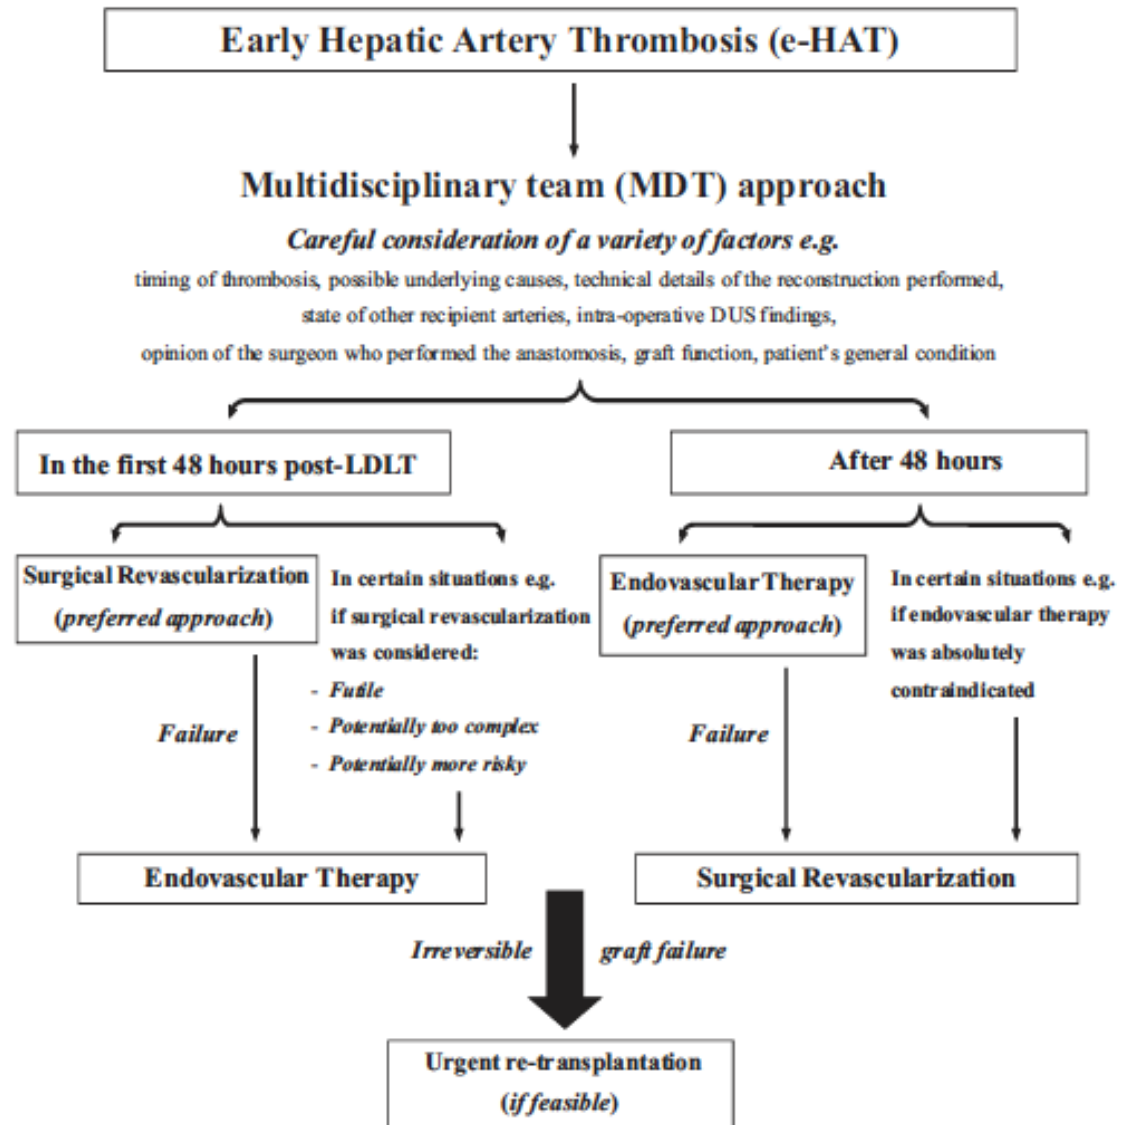 Early Hepatic Artery Thrombosis (e-HAT)
Multidisciplinary team (MDT) approach
Careful consideration of a variety of factors e.g.
timing of thrombosis, possible underlying causes, technical details of the reconstruction performed,
state of other recipient arteries, intra-operative DUS findings,
opinion of the surgeon who performed the anastomosis, graft function, patient's general condition
In the first 48 hours post-LDLT
After 48 hours
Surgical Revascularization
(preferred approach)
In certain situations e.g.
if surgical revascularization
was considered:
- Futile
- Potentially too complex
- Potentially more risky
Endovascular Therapy
(preferred approach)
In certain situations e.g.
if endovascular therapy
was absolutely
contraindicated
Failure
Failure
Endovascular Therapy
Surgical Revascularization
Irreversible graft failure
Urgent re-transplantation
(if feasible)